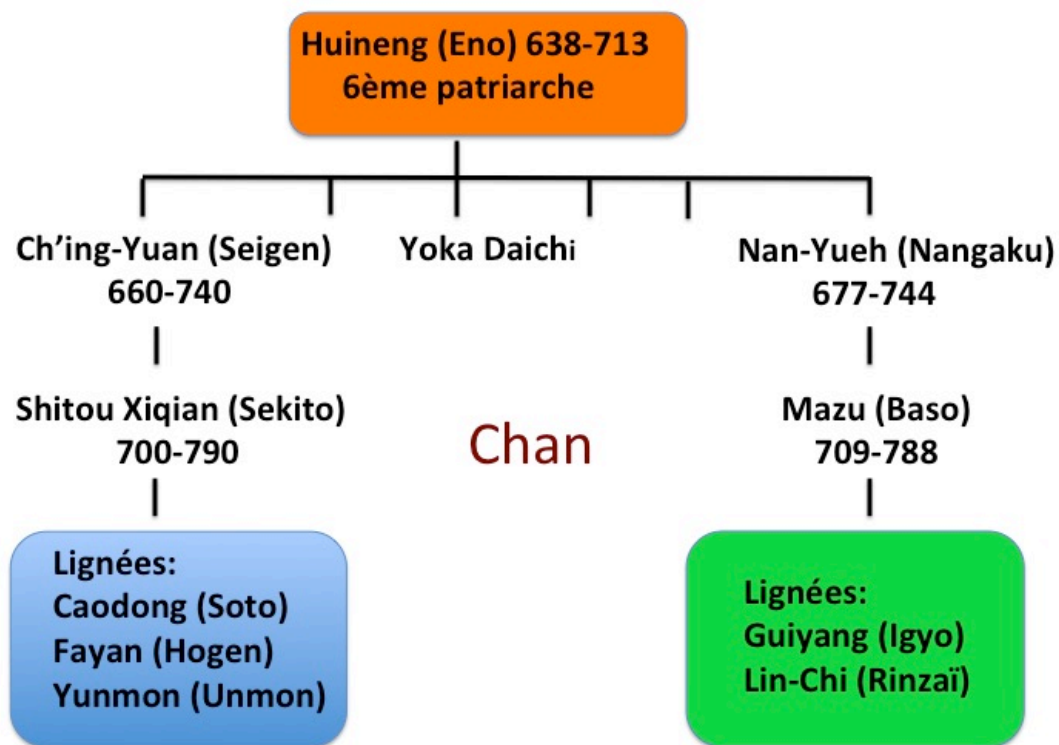 Huineng (Eno) 638-713
6ème patriarche
Ch'ing-Yuan (Seigen)
660-740
Yoka Daichi
Nan-Yueh (Nangaku)
677-744
Shitou Xiqian (Sekito)
700-790
Chan
Mazu (Baso)
709-788
Lignées:
Caodong (Soto)
Fayan (Hogen)
Yunmon (Unmon)
Lignées:
Guiyang (Igyo)
Lin-Chi (Rinzaï)